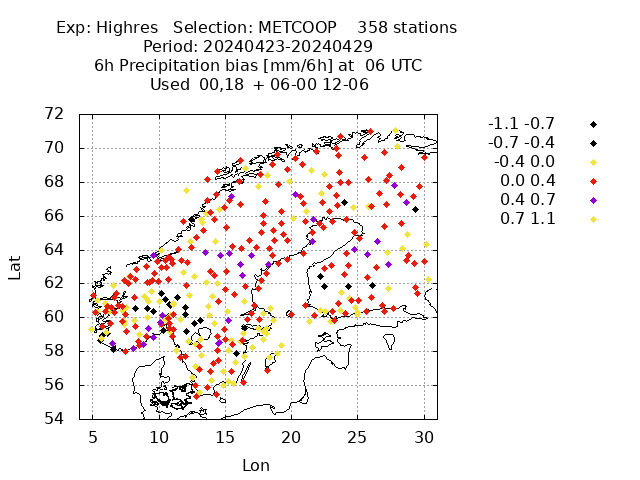 Exp: Highres   Selection: METCOOP    358 stations
Period: 20240423-20240429
6h Precipitation bias [mm/6h] at  06 UTC
Used  00,18  + 06-00 12-06
-1.1 -0.7
-0.7 -0.4
-0.4 0.0
0.0 0.4
0.4 0.7
0.7 1.1
72
70
68
66
64
62
60
58
56
54
Lat
5 10 15 20 25 30
Lon